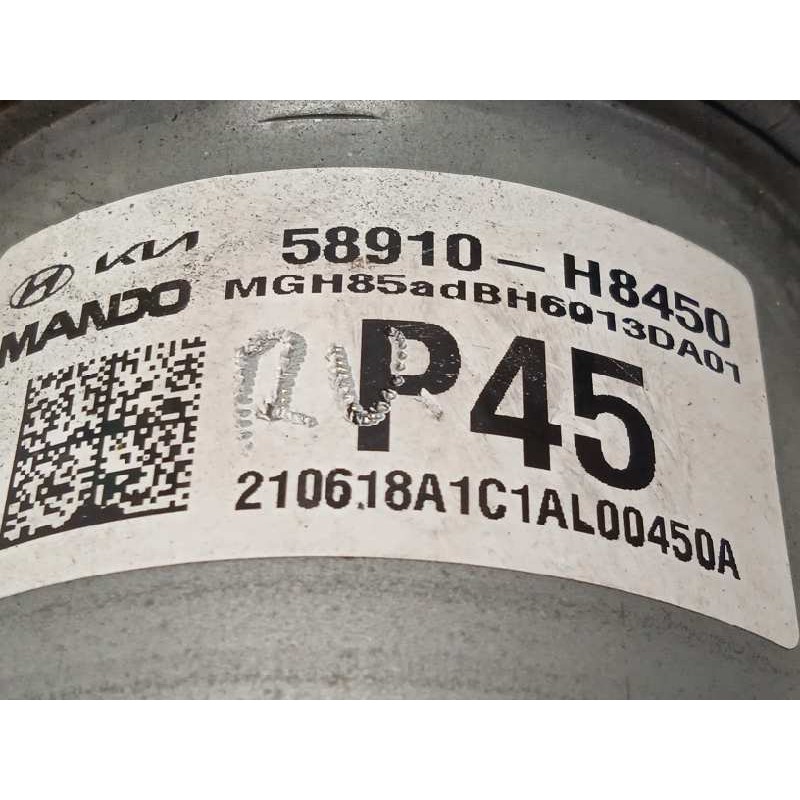 KIA 58910-H8450
MANDO MGH85adBH6013DA01
P45
210618A1C1AL00450A